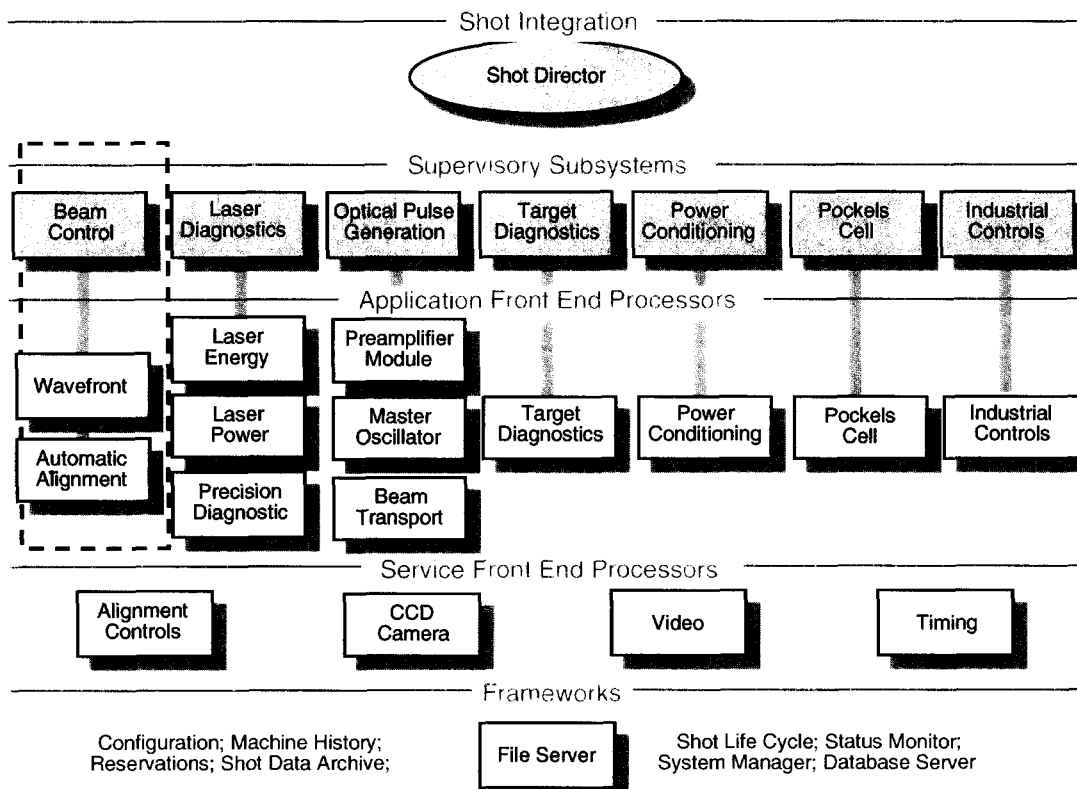 Shot Integration
Shot Director
Supervisory Subsystems
Beam
Control
Laser
Diagnostics
Optical Pulse
Generation
Target
Diagnostics
Power
Conditioning
Pockels
Cell
Industrial
Controls
Application Front End Processors
Wavefront
Automatic
Alignment
Laser
Energy
Laser
Power
Precision
Diagnostic
Preamplifier
Module
Master
Oscillator
Beam
Transport
Target
Diagnostics
Power
Conditioning
Pockels
Cell
Industrial
Controls
Service Front End Processors
Alignment
Controls
CCD
Camera
Video
Timing
Frameworks
Configuration; Machine History;
Reservations; Shot Data Archive;
File Server
Shot Life Cycle; Status Monitor;
System Manager; Database Server